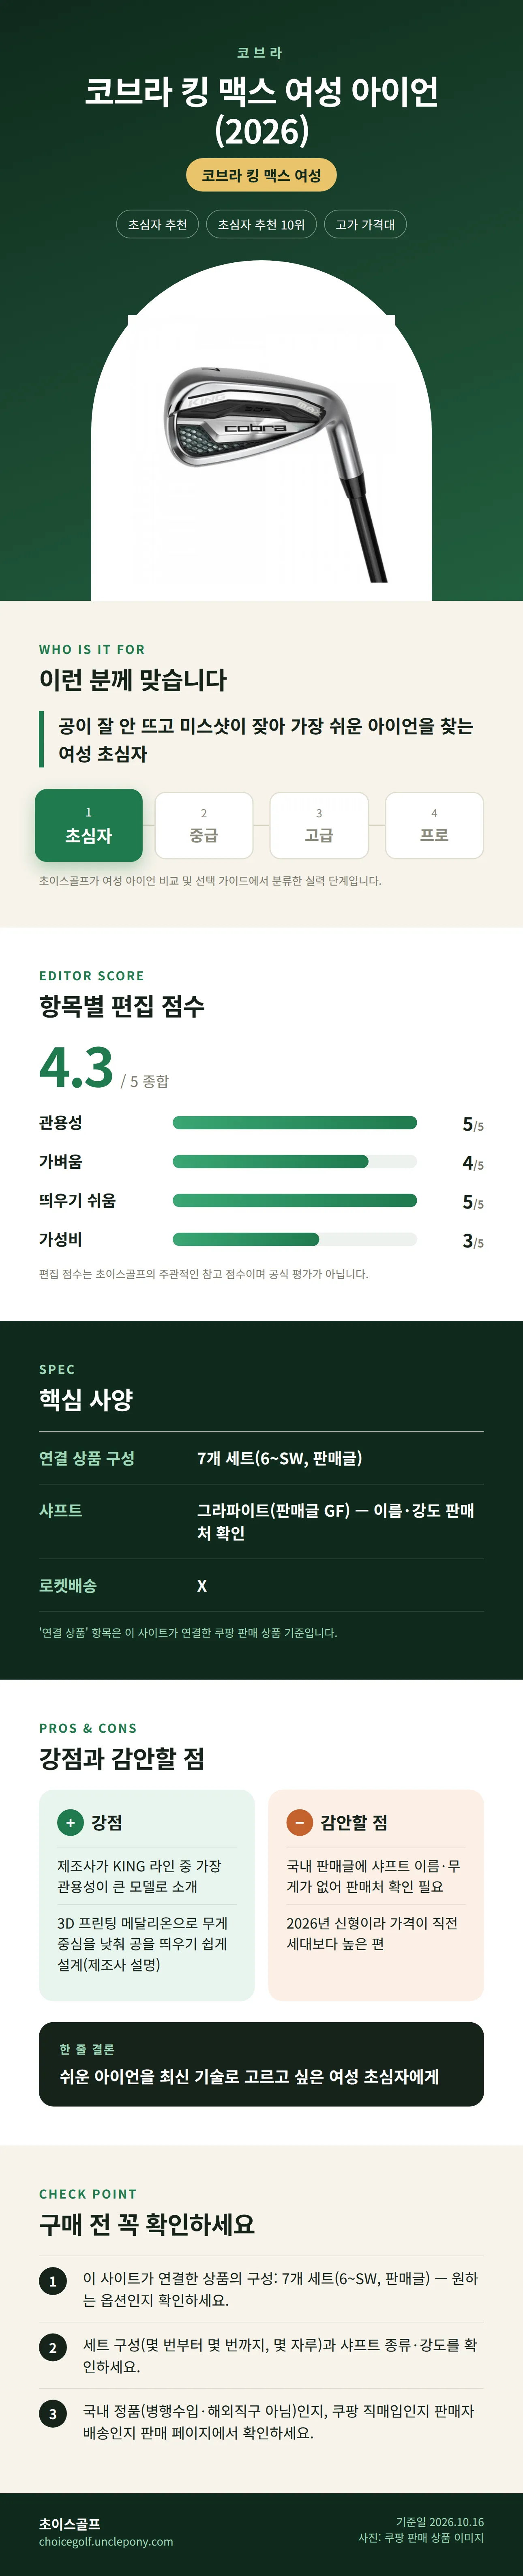 코브라
코브라 킹 맥스 여성 아이언
(2026)
코브라 킹 맥스 여성
초심자 추천
초심자 추천 10위
고가 가격대
KING
cobra
WHO IS IT FOR
이런 분께 맞습니다
공이 잘 안 뜨고 미스샷이 잦아 가장 쉬운 아이언을 찾는
여성 초심자
1
초심자
2
중급
3
고급
4
프로
초이스골프가 여성 아이언 비교 및 선택 가이드에서 분류한 실력 단계입니다.
EDITOR SCORE
항목별 편집 점수
4.3 / 5 종합
관용성 5/5
가벼움 4/5
띄우기 쉬움 5/5
가성비 3/5
편집 점수는 초이스골프의 주관적인 참고 점수이며 공식 평가가 아닙니다.
SPEC
핵심 사양
연결 상품 구성 7개 세트(6~SW, 판매글)
샤프트 그라파이트(판매글 GF) — 이름·강도 판매
처 확인
로켓배송 X
'연결 상품' 항목은 이 사이트가 연결한 쿠팡 판매 상품 기준입니다.
PROS & CONS
강점과 감안할 점
+ 강점
제조사가 KING 라인 중 가장
관용성이 큰 모델로 소개
3D 프린팅 메달리온으로 무게
중심을 낮춰 공을 띄우기 쉽게
설계(제조사 설명)
− 감안할 점
국내 판매글에 샤프트 이름·무
게가 없어 판매처 확인 필요
2026년 신형이라 가격이 직전
세대보다 높은 편
한 줄 결론
쉬운 아이언을 최신 기술로 고르고 싶은 여성 초심자에게
CHECK POINT
구매 전 꼭 확인하세요
1 이 사이트가 연결한 상품의 구성: 7개 세트(6~SW, 판매글) — 원하
는 옵션인지 확인하세요.
2 세트 구성(몇 번부터 몇 번까지, 몇 자루)과 샤프트 종류·강도를 확
인하세요.
3 국내 정품(병행수입·해외직구 아님)인지, 쿠팡 직매입인지 판매자
배송인지 판매 페이지에서 확인하세요.
초이스골프
choicegolf.unclepony.com
기준일 2026.10.16
사진: 쿠팡 판매 상품 이미지